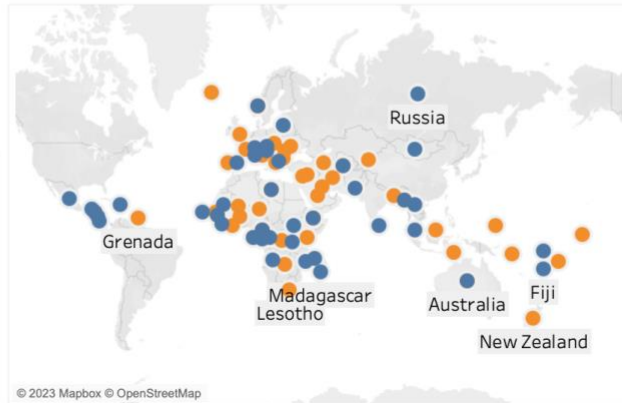 Russia
Grenada
Madagascar
Lesotho
Australia
Fiji
New Zealand
© 2023 Mapbox © OpenStreetMap